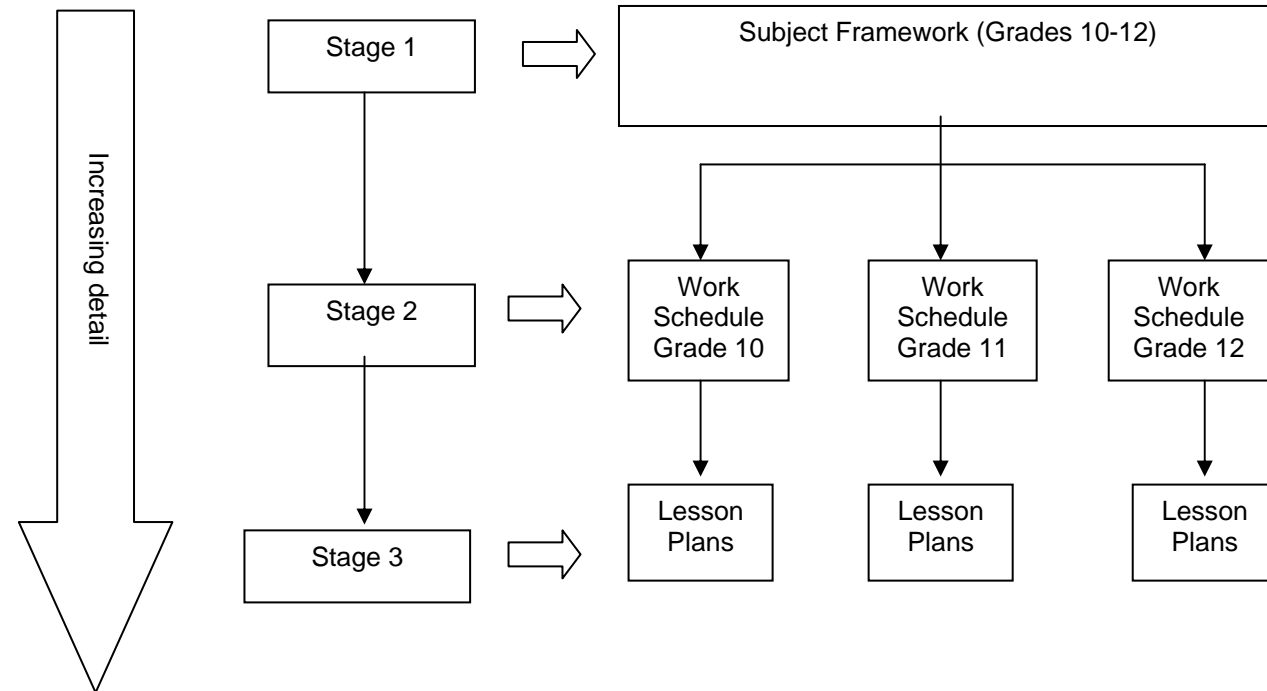 Stage 1
Subject Framework (Grades 10-12)
Increasing detail
Stage 2
Work
Schedule
Grade 10
Work
Schedule
Grade 11
Work
Schedule
Grade 12
Stage 3
Lesson
Plans
Lesson
Plans
Lesson
Plans